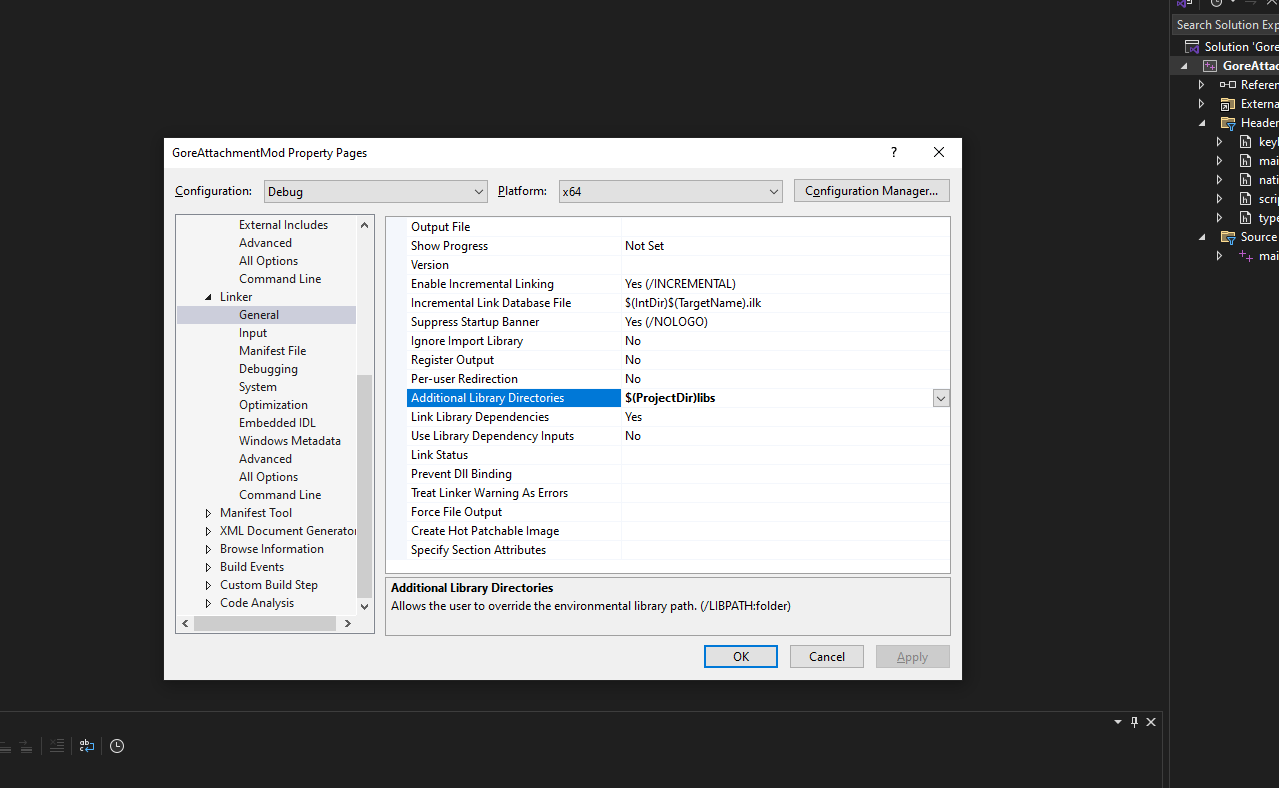 Search Solution Exp
Solution 'Gore
GoreAttac
Referen
Externa
Header
key
mai
nati
scrip
type
Source
mai
GoreAttachmentMod Property Pages
?
Configuration:
Debug
Platform:
x64
Configuration Manager...
External Includes
Advanced
All Options
Command Line
Linker
General
Input
Manifest File
Debugging
System
Optimization
Embedded IDL
Windows Metadata
Advanced
All Options
Command Line
Manifest Tool
XML Document Generator
Browse Information
Build Events
Custom Build Step
Code Analysis
Output File
Show Progress Not Set
Version
Enable Incremental Linking Yes (/INCREMENTAL)
Incremental Link Database File $(IntDir)$(TargetName).ilk
Suppress Startup Banner Yes (/NOLOGO)
Ignore Import Library No
Register Output No
Per-user Redirection No
Additional Library Directories $(ProjectDir)libs
Link Library Dependencies Yes
Use Library Dependency Inputs No
Link Status
Prevent Dll Binding
Treat Linker Warning As Errors
Force File Output
Create Hot Patchable Image
Specify Section Attributes
Additional Library Directories
Allows the user to override the environmental library path. (/LIBPATH:folder)
OK
Cancel
Apply